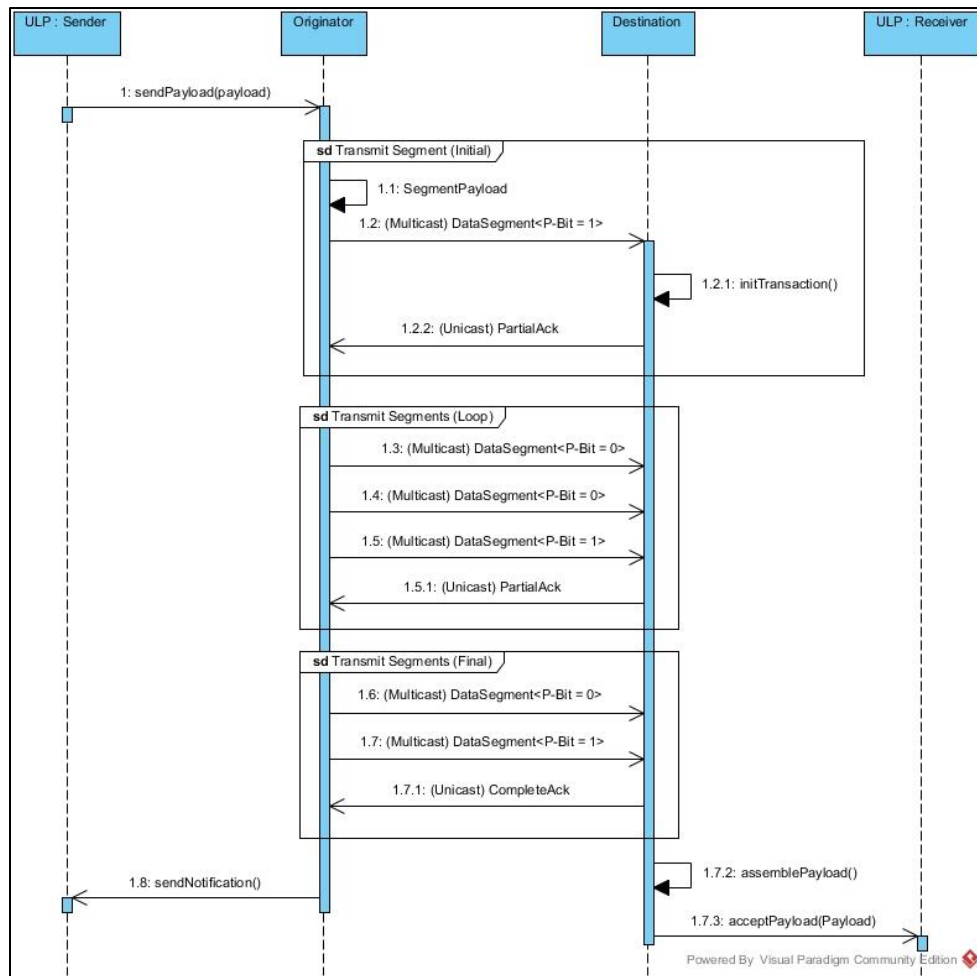 ULP : Sender
Originator
Destination
ULP : Receiver
1: sendPayload(payload)
sd Transmit Segment (Initial)
1.1: SegmentPayload
1.2: (Multicast) DataSegment<P-Bit = 1>
1.2.1: initTransaction()
1.2.2: (Unicast) PartialAck
sd Transmit Segments (Loop)
1.3: (Multicast) DataSegment<P-Bit = 0>
1.4: (Multicast) DataSegment<P-Bit = 0>
1.5: (Multicast) DataSegment<P-Bit = 1>
1.5.1: (Unicast) PartialAck
sd Transmit Segments (Final)
1.6: (Multicast) DataSegment<P-Bit = 0>
1.7: (Multicast) DataSegment<P-Bit = 1>
1.7.1: (Unicast) CompleteAck
1.7.2: assemblePayload()
1.8: sendNotification()
1.7.3: acceptPayload(Payload)
Powered By Visual Paradigm Community Edition